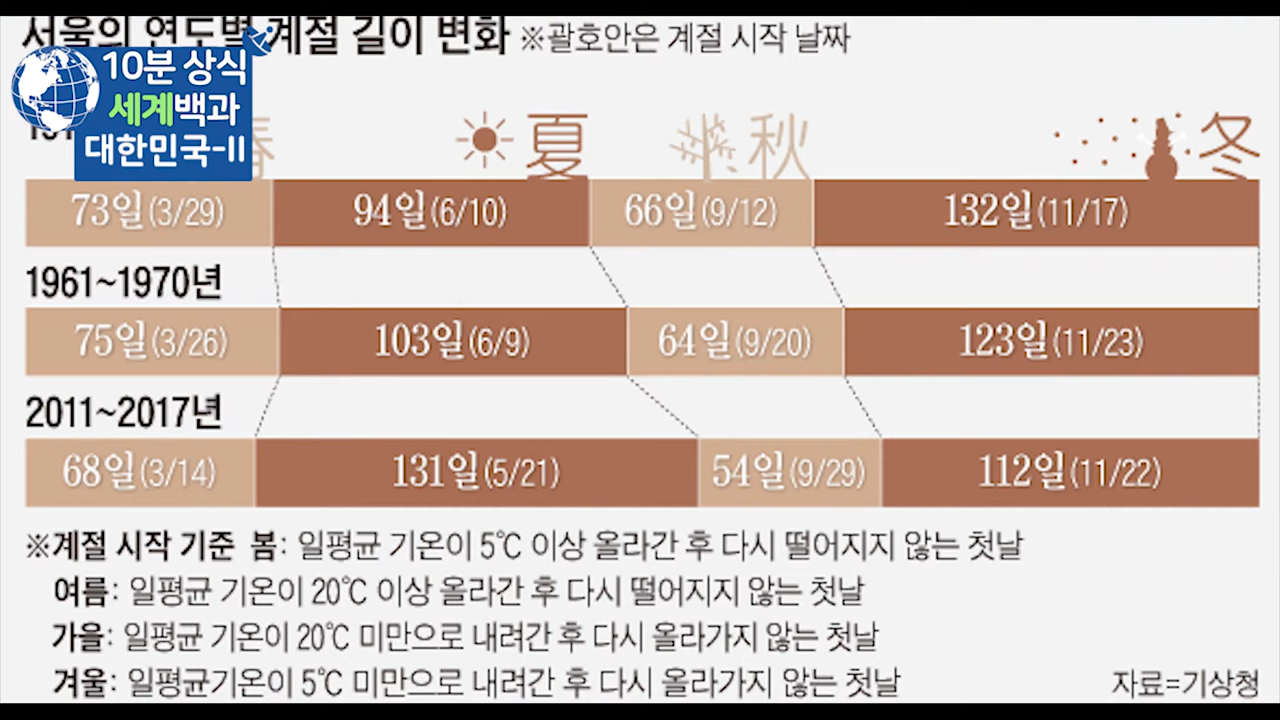 서울의 연도별 계절 길이 변화 ※괄호안은 계절 시작 날짜
10분 상식
세계백과
대한민국-II
春 夏 秋 冬
73일(3/29) 94일(6/10) 66일(9/12) 132일(11/17)
1961~1970년
75일(3/26) 103일(6/9) 64일(9/20) 123일(11/23)
2011~2017년
68일(3/14) 131일(5/21) 54일(9/29) 112일(11/22)
※계절 시작 기준 봄: 일평균 기온이 5℃ 이상 올라간 후 다시 떨어지지 않는 첫날
여름: 일평균 기온이 20℃ 이상 올라간 후 다시 떨어지지 않는 첫날
가을: 일평균 기온이 20℃ 미만으로 내려간 후 다시 올라가지 않는 첫날
겨울: 일평균기온이 5℃ 미만으로 내려간 후 다시 올라가지 않는 첫날
자료=기상청